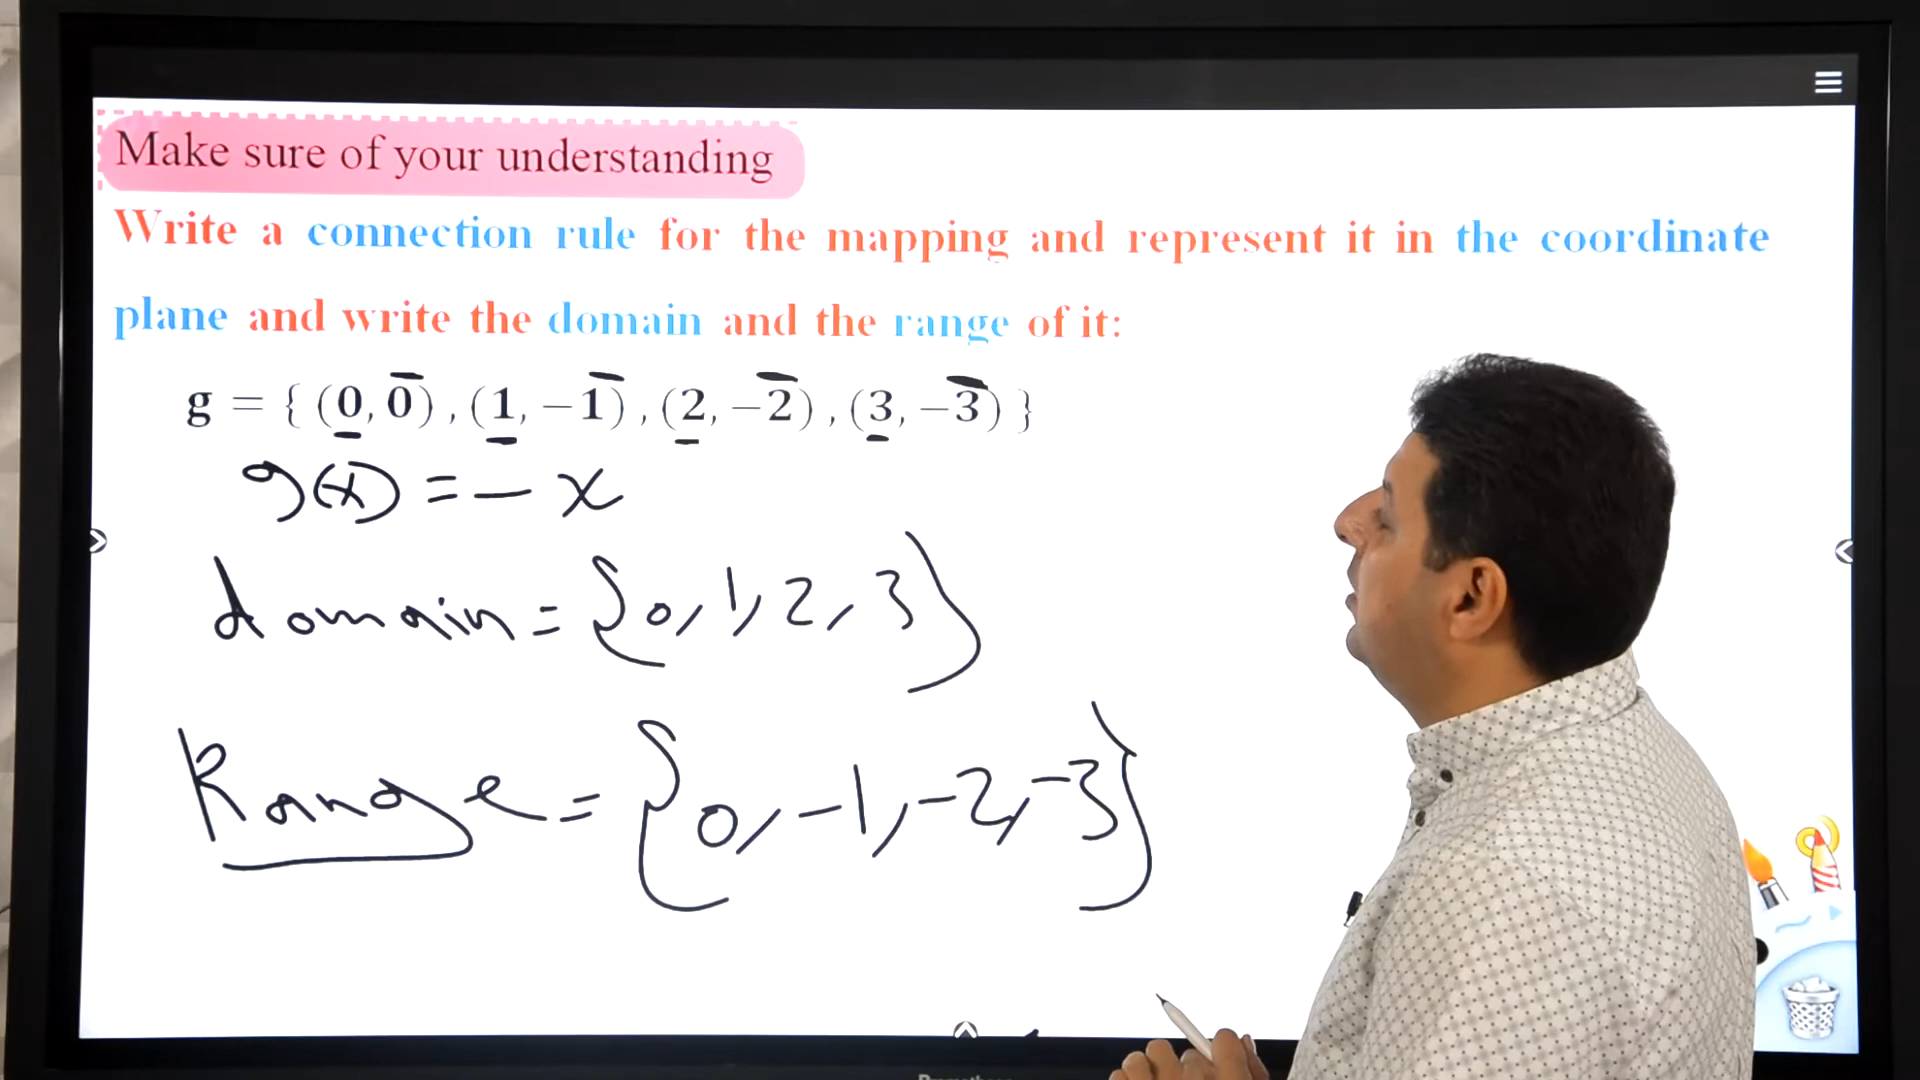 Make sure of your understanding
Write a connection rule for the mapping and represent it in the coordinate
plane and write the domain and the range of it:
g = { (0, 0) , (1, −1) , (2, −2) , (3, −3) }
g(x) = − x
domain = {0, 1, 2, 3}
Range = {0, −1, −2, −3}